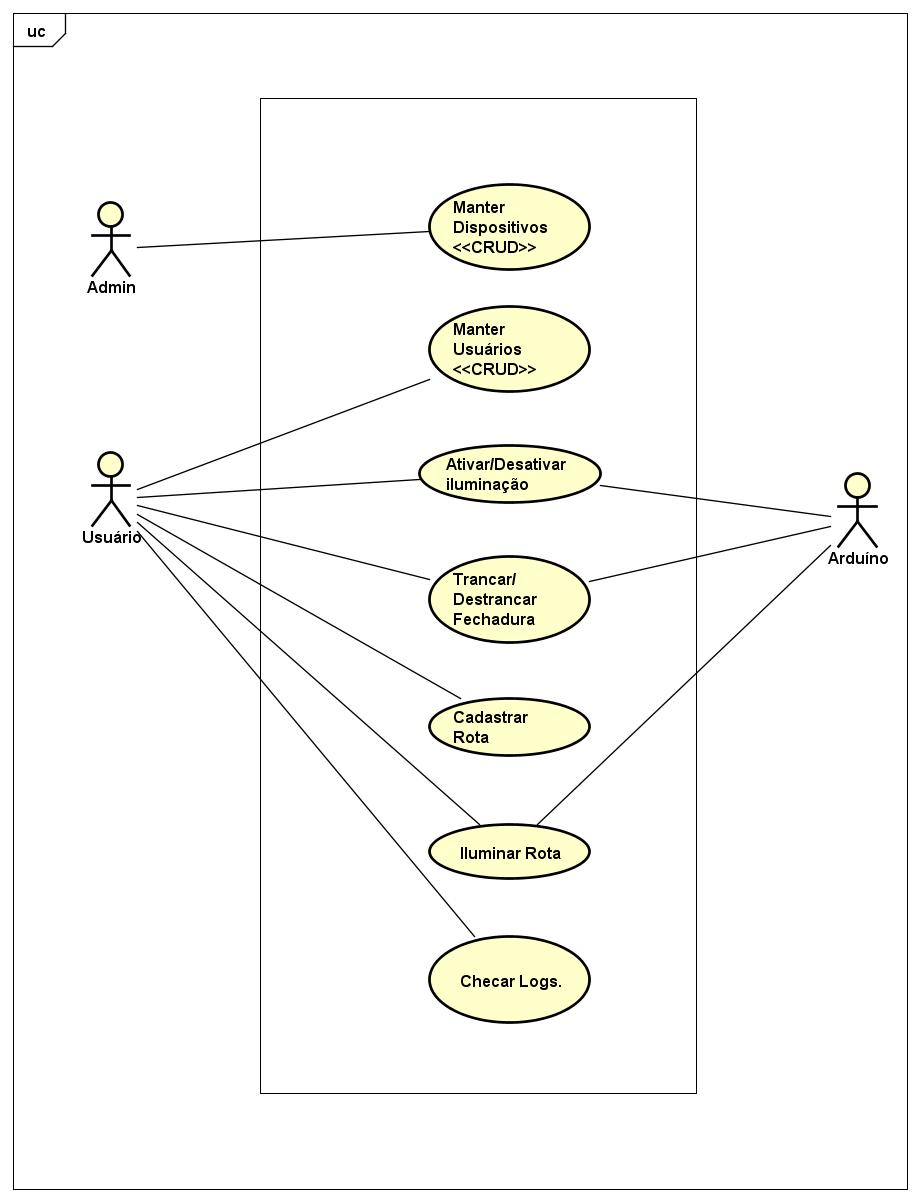 uc
Manter
Dispositivos
<<CRUD>>
Admin
Manter
Usuários
<<CRUD>>
Ativar/Desativar
iluminação
Usuário
Arduíno
Trancar/
Destrancar
Fechadura
Cadastrar
Rota
Iluminar Rota
Checar Logs.